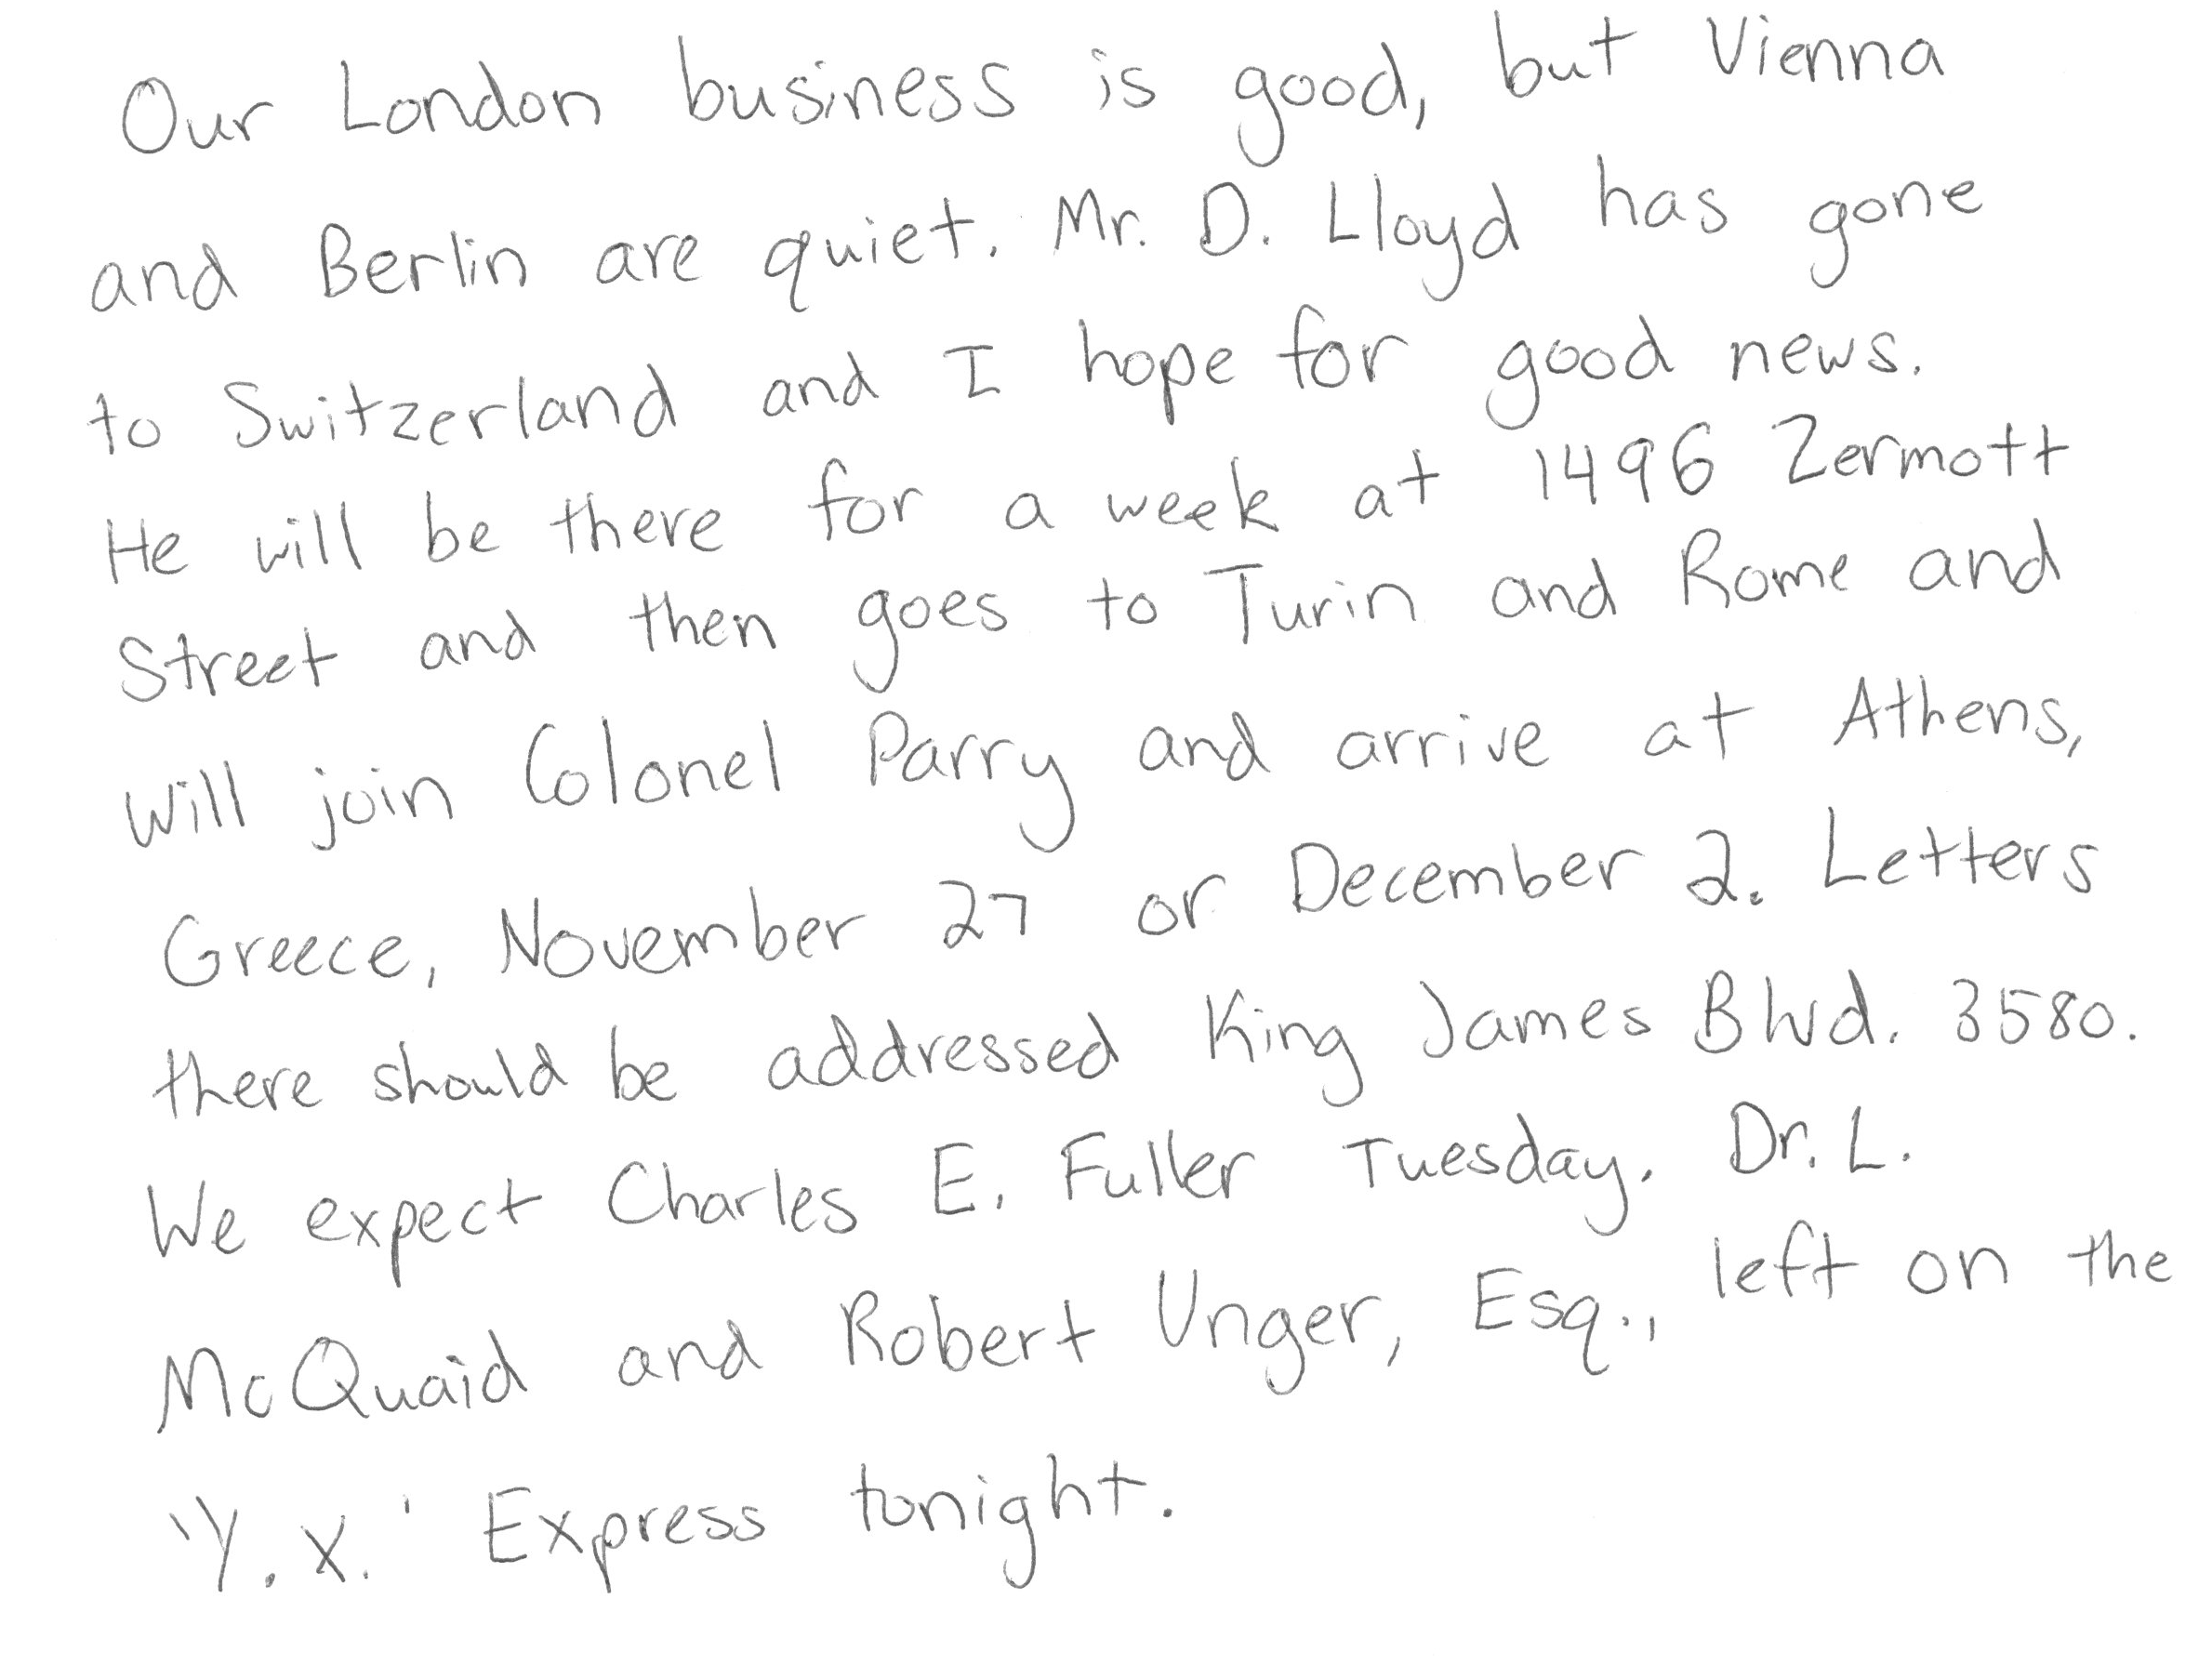 Our London business is good, but Vienna
and Berlin are quiet. Mr. D. Lloyd has gone
to Switzerland and I hope for good news.
He will be there for a week at 1496 Zermott
Street and then goes to Turin and Rome and
will join Colonel Parry and arrive at Athens,
Greece, November 27 or December 2. Letters
there should be addressed King James Blvd. 3580.
We expect Charles E. Fuller Tuesday. Dr. L.
McQuaid and Robert Unger, Esq., left on the
'Y. X.' Express tonight.